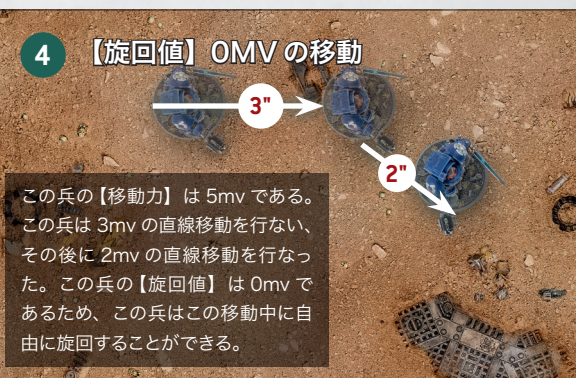 4 【旋回値】0MV の移動
3"
2"
この兵の【移動力】は 5mv である。
この兵は 3mv の直線移動を行ない、
その後に 2mv の直線移動を行なっ
た。この兵の【旋回値】は 0mv で
あるため、この兵はこの移動中に自
由に旋回することができる。